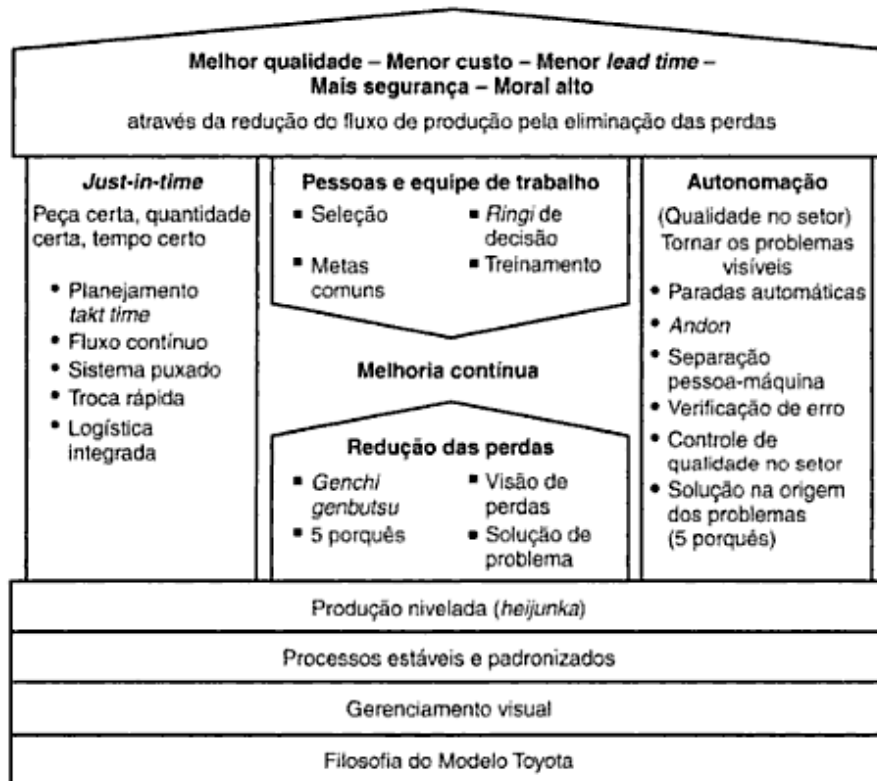 Melhor qualidade – Menor custo – Menor lead time –
Mais segurança – Moral alto
através da redução do fluxo de produção pela eliminação das perdas
Just-in-time
Peça certa, quantidade
certa, tempo certo
• Planejamento
takt time
• Fluxo contínuo
• Sistema puxado
• Troca rápida
• Logística
integrada
Pessoas e equipe de trabalho
▪ Seleção
▪ Ringi de
decisão
▪ Metas
comuns
▪ Treinamento
Melhoria contínua
Redução das perdas
▪ Genchi
genbutsu
▪ Visão de
perdas
▪ 5 porquês
▪ Solução de
problema
Autonomação
(Qualidade no setor)
Tornar os problemas
visíveis
• Paradas automáticas
• Andon
• Separação
pessoa-máquina
• Verificação de erro
• Controle de
qualidade no setor
• Solução na origem
dos problemas
(5 porquês)
Produção nivelada (heijunka)
Processos estáveis e padronizados
Gerenciamento visual
Filosofia do Modelo Toyota